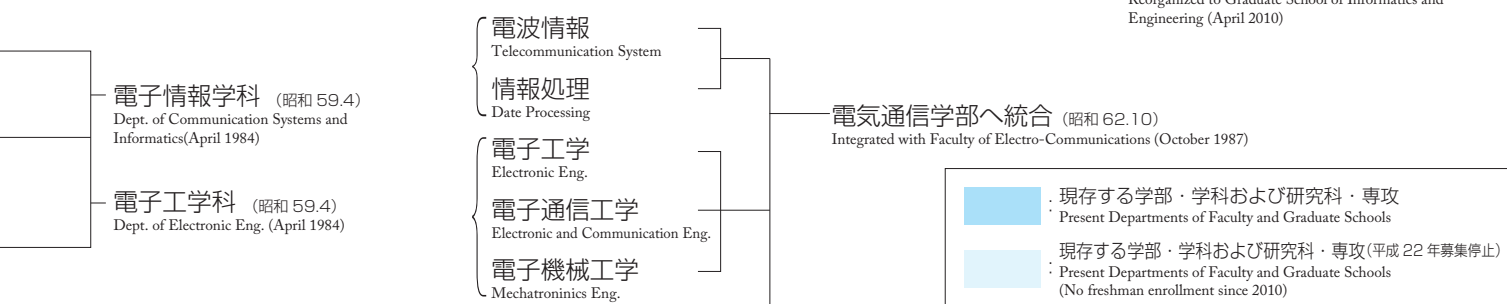 Reorganized to Graduate School of Informatics and
Engineering (April 2010)
電子情報学科 (昭和 59.4)
Dept. of Communication Systems and
Informatics(April 1984)
電子工学科 (昭和 59.4)
Dept. of Electronic Eng. (April 1984)
電波情報
Telecommunication System
情報処理
Date Processing
電子工学
Electronic Eng.
電子通信工学
Electronic and Communication Eng.
電子機械工学
Mechatroninics Eng.
電気通信学部へ統合 (昭和 62.10)
Integrated with Faculty of Electro-Communications (October 1987)
: 現存する学部・学科および研究科・専攻
Present Departments of Faculty and Graduate Schools
: 現存する学部・学科および研究科・専攻(平成 22 年募集停止)
Present Departments of Faculty and Graduate Schools
(No freshman enrollment since 2010)